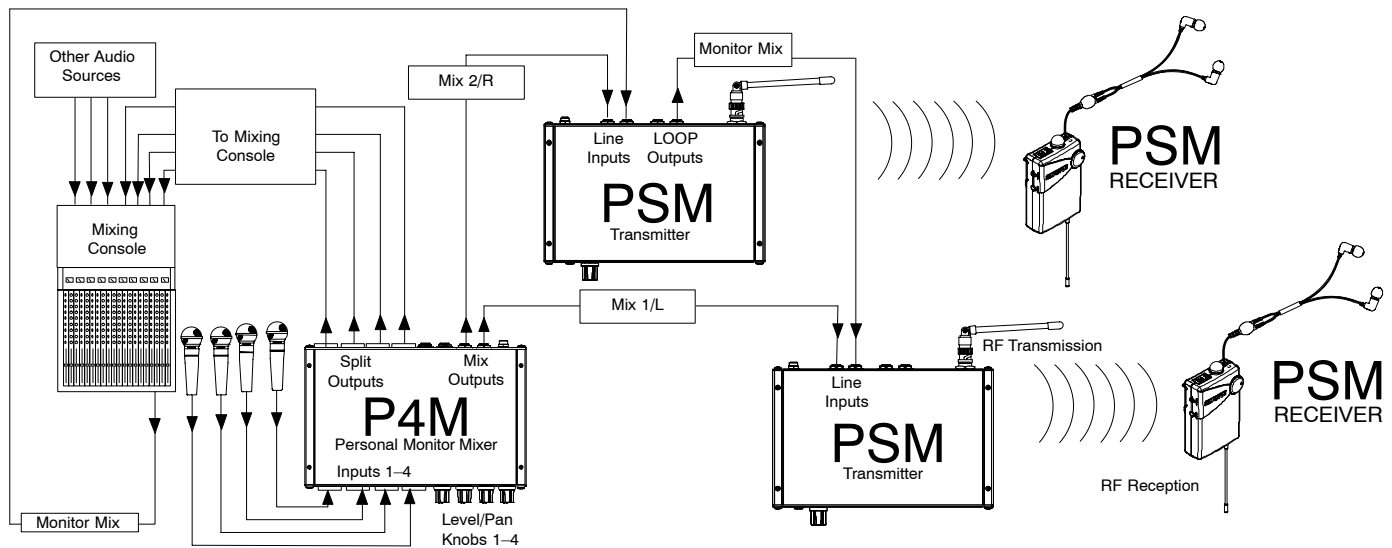 Other Audio
Sources
To Mixing
Console
Mix 2/R
Monitor Mix
Line
Inputs
LOOP
Outputs
PSM
Transmitter
PSM
RECEIVER
Mixing
Console
Mix 1/L
Split
Outputs
Mix
Outputs
P4M
Personal Monitor Mixer
Inputs 1–4
Level/Pan
Knobs 1–4
Monitor Mix
Line
Inputs
PSM
Transmitter
RF Transmission
PSM
RECEIVER
RF Reception